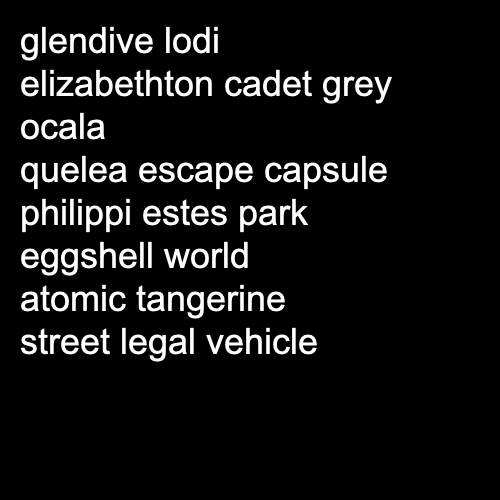 glendive lodi
elizabethton cadet grey
ocala
quelea escape capsule
philippi estes park
eggshell world
atomic tangerine
street legal vehicle